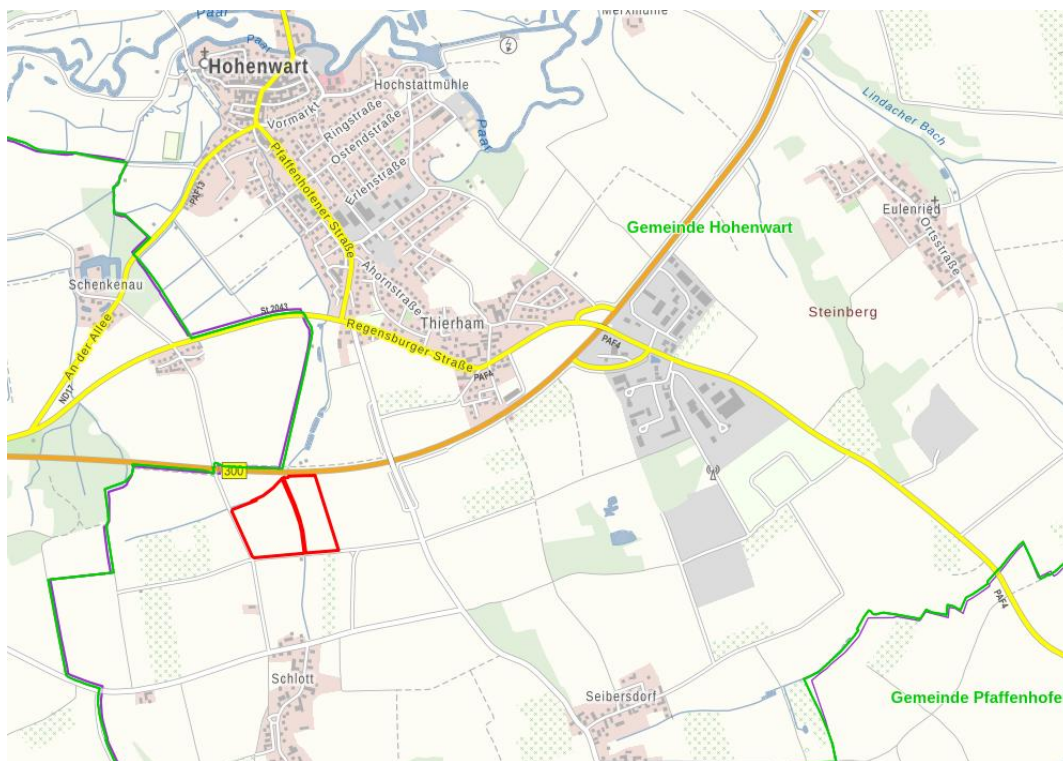 Paar
Merxmühle
Paar
Hohenwart
Hochstattmühle
Vormarkt
Ringstraße
Ostendstraße
Lindacher Bach
Paar
Pfaffenhofener Straße
Erlenstraße
PAF13
Eulenried
Ortsstraße
Gemeinde Hohenwart
Ahornstraße
Schenkenau
St 2043
Thierham
Steinberg
Regensburger Straße
PAF4
An der Allee
PAF4
ND17
300
PAF4
Schlott
Seibersdorf
Gemeinde Pfaffenhofe